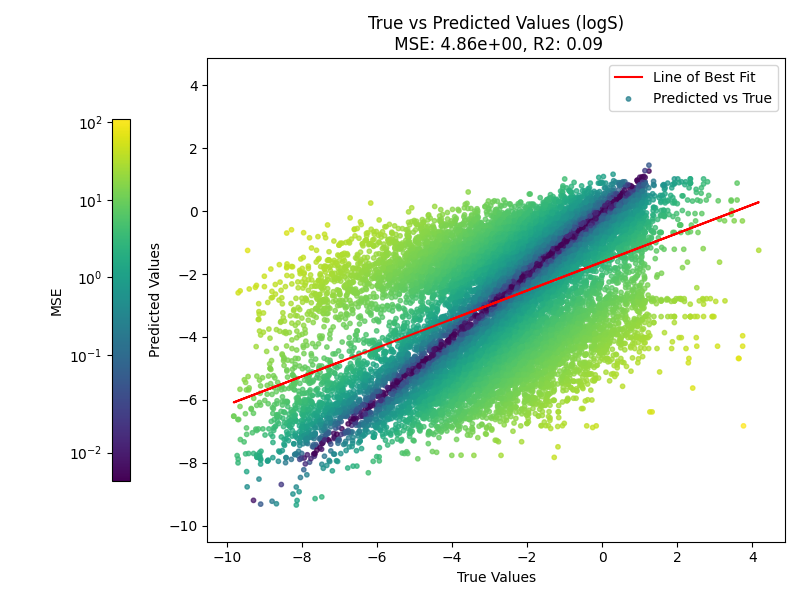 True vs Predicted Values (logS)
MSE: 4.86e+00, R2: 0.09
Line of Best Fit
Predicted vs True
10²
10¹
10⁰
10⁻¹
10⁻²
MSE
Predicted Values
4
2
0
−2
−4
−6
−8
−10
−10 −8 −6 −4 −2 0 2 4
True Values